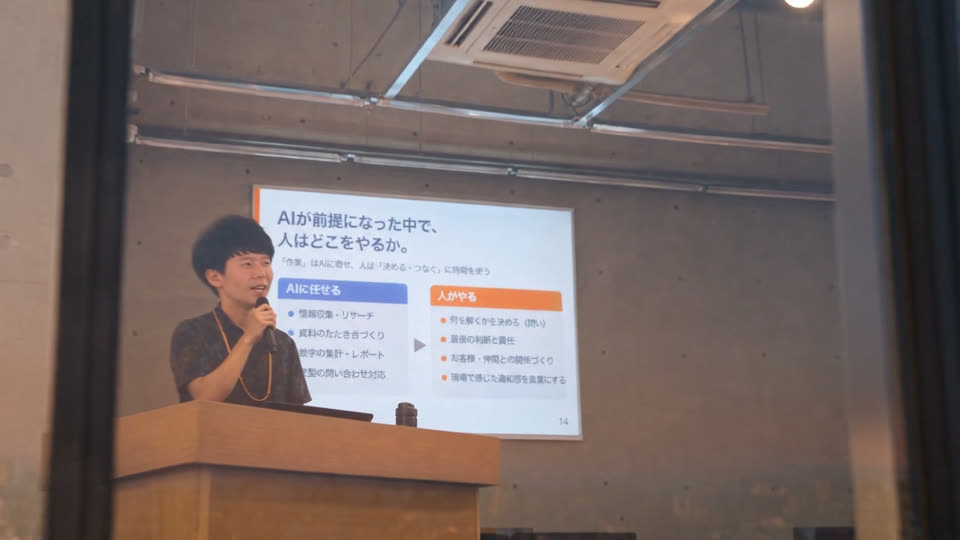 AIが前提になった中で、
人はどこをやるか。
「作業」はAIに寄せ、人は「決める・つなぐ」に時間を使う
AIに任せる
情報収集・リサーチ
資料のたたき台づくり
数字の集計・レポート
定型の問い合わせ対応
人がやる
何を解くかを決める（問い）
最後の判断と責任
お客様・仲間との関係づくり
現場で感じた違和感を言葉にする
14